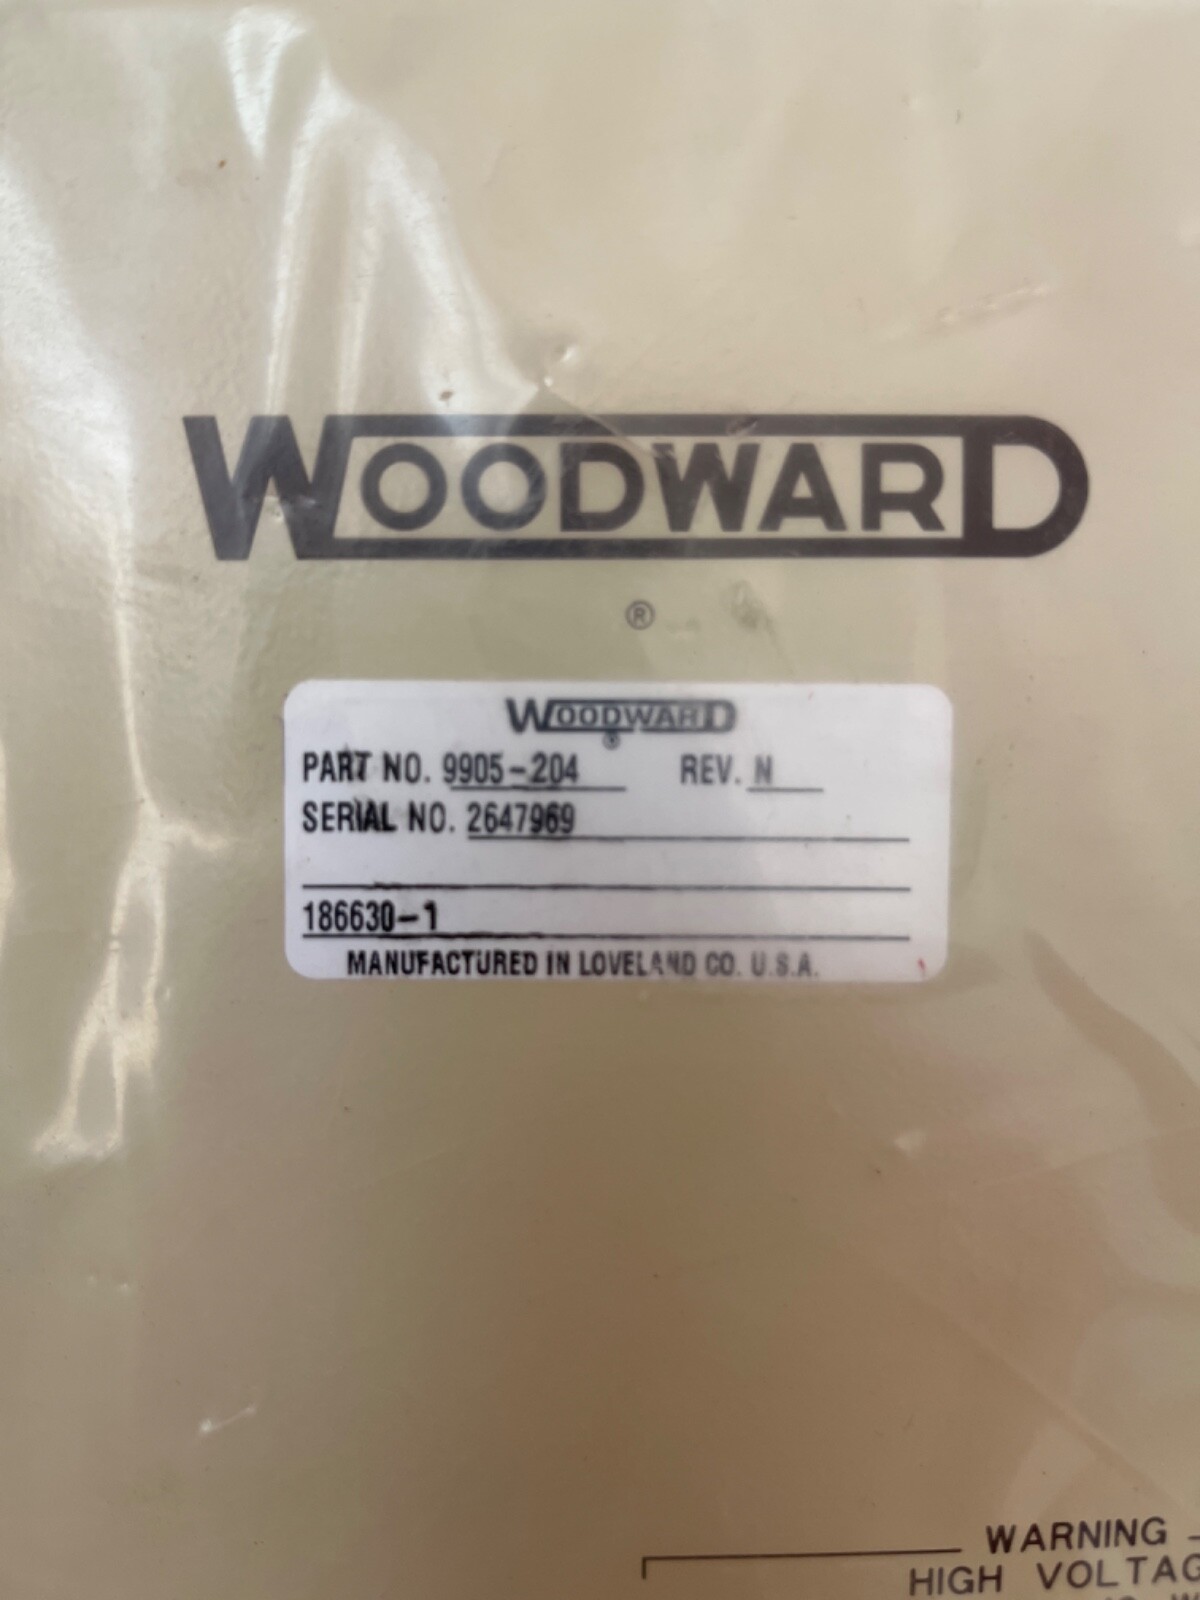 WOODWARD
®
WOODWARD
®
PART NO. 9905-204 REV. N
SERIAL NO. 2647969
186630-1
MANUFACTURED IN LOVELAND CO. U.S.A.
WARNING
HIGH VOLTAG